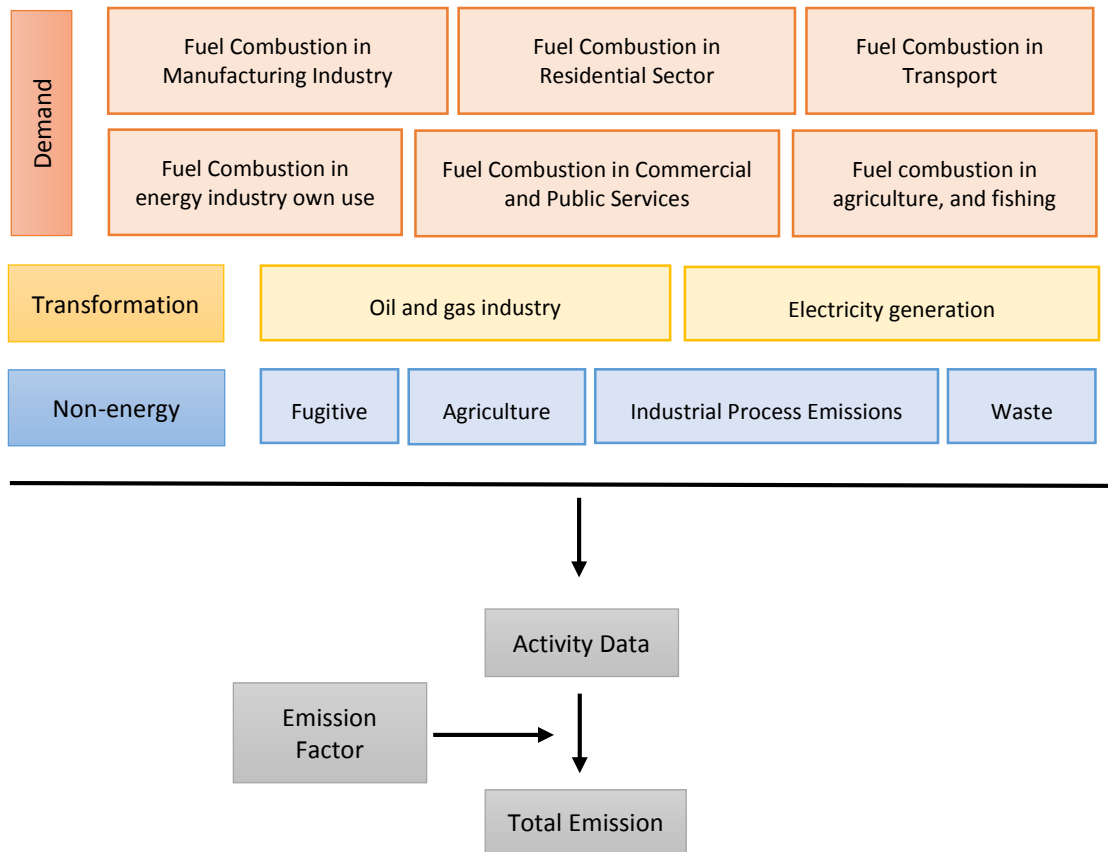 Demand
Fuel Combustion in
Manufacturing Industry
Fuel Combustion in
Residential Sector
Fuel Combustion in
Transport
Fuel Combustion in
energy industry own use
Fuel Combustion in Commercial
and Public Services
Fuel combustion in
agriculture, and fishing
Transformation
Oil and gas industry
Electricity generation
Non-energy
Fugitive
Agriculture
Industrial Process Emissions
Waste
Activity Data
Emission
Factor
Total Emission